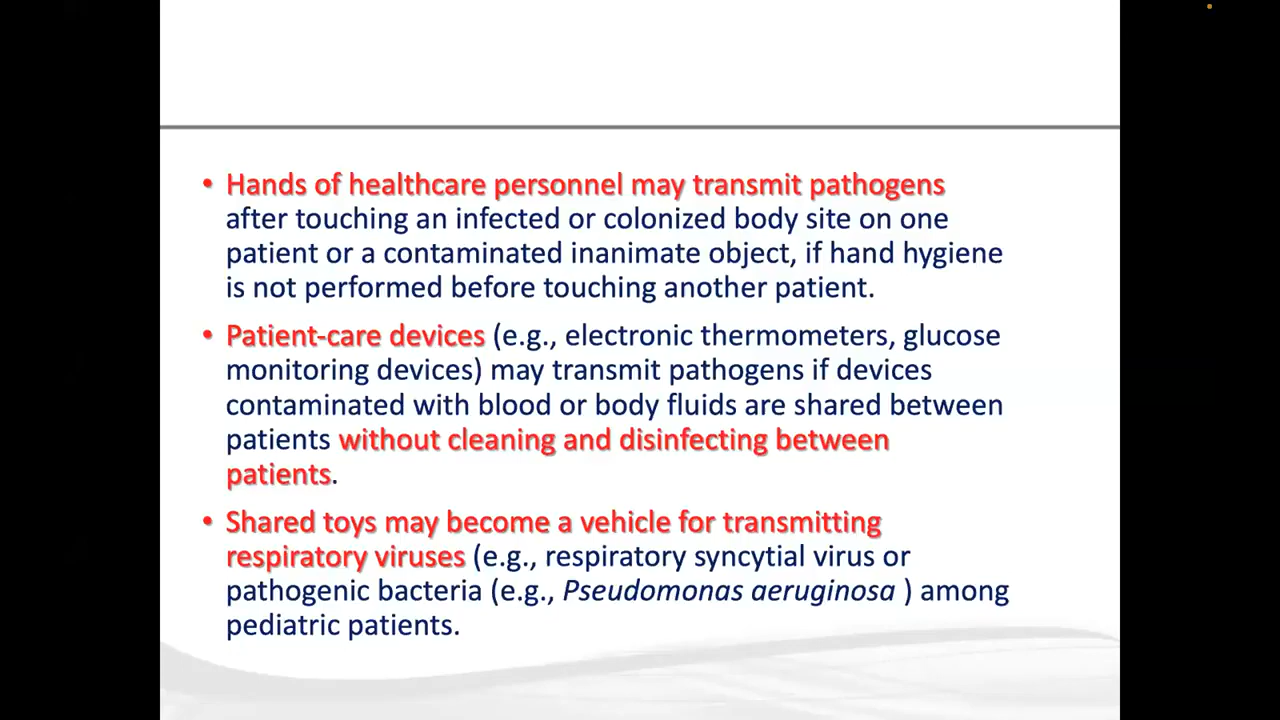 • Hands of healthcare personnel may transmit pathogens
after touching an infected or colonized body site on one
patient or a contaminated inanimate object, if hand hygiene
is not performed before touching another patient.
• Patient-care devices (e.g., electronic thermometers, glucose
monitoring devices) may transmit pathogens if devices
contaminated with blood or body fluids are shared between
patients without cleaning and disinfecting between
patients.
• Shared toys may become a vehicle for transmitting
respiratory viruses (e.g., respiratory syncytial virus or
pathogenic bacteria (e.g., Pseudomonas aeruginosa ) among
pediatric patients.